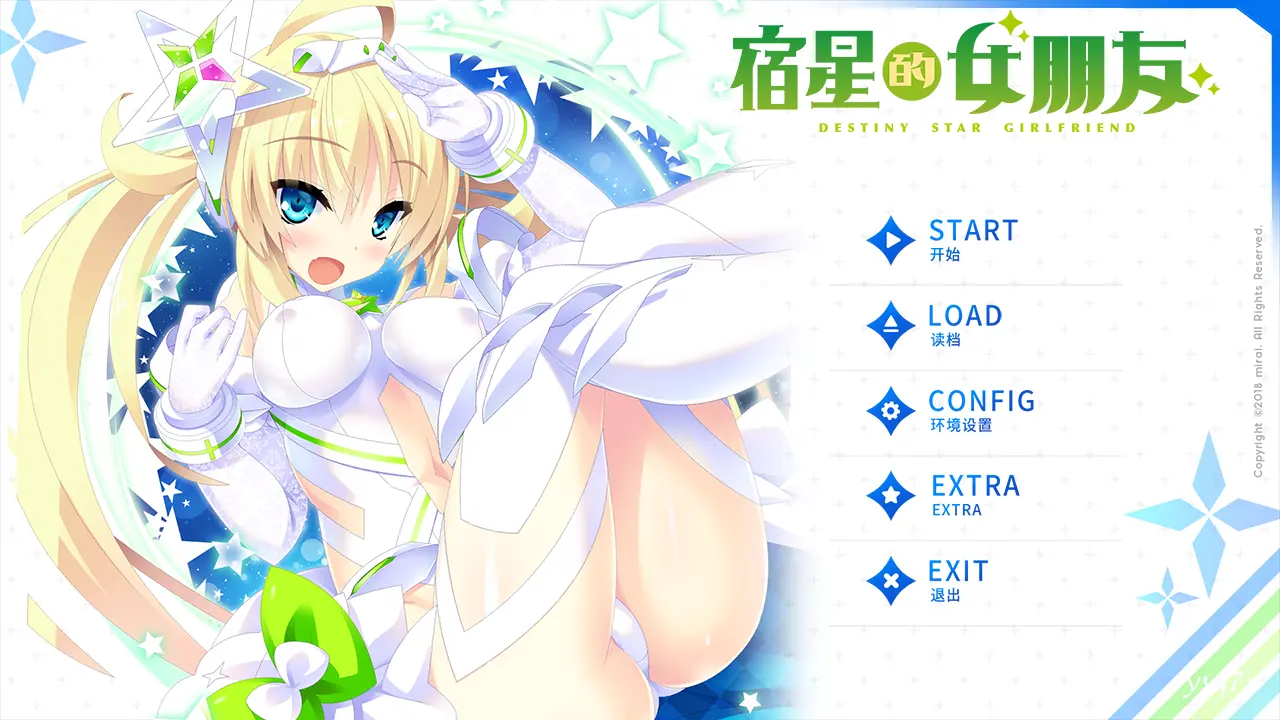 宿星的女朋友
DESTINY STAR GIRLFRIEND
START
开始
LOAD
读档
CONFIG
环境设置
EXTRA
EXTRA
EXIT
退出
Copyright ©2018 mirai. All Rights Reserved.